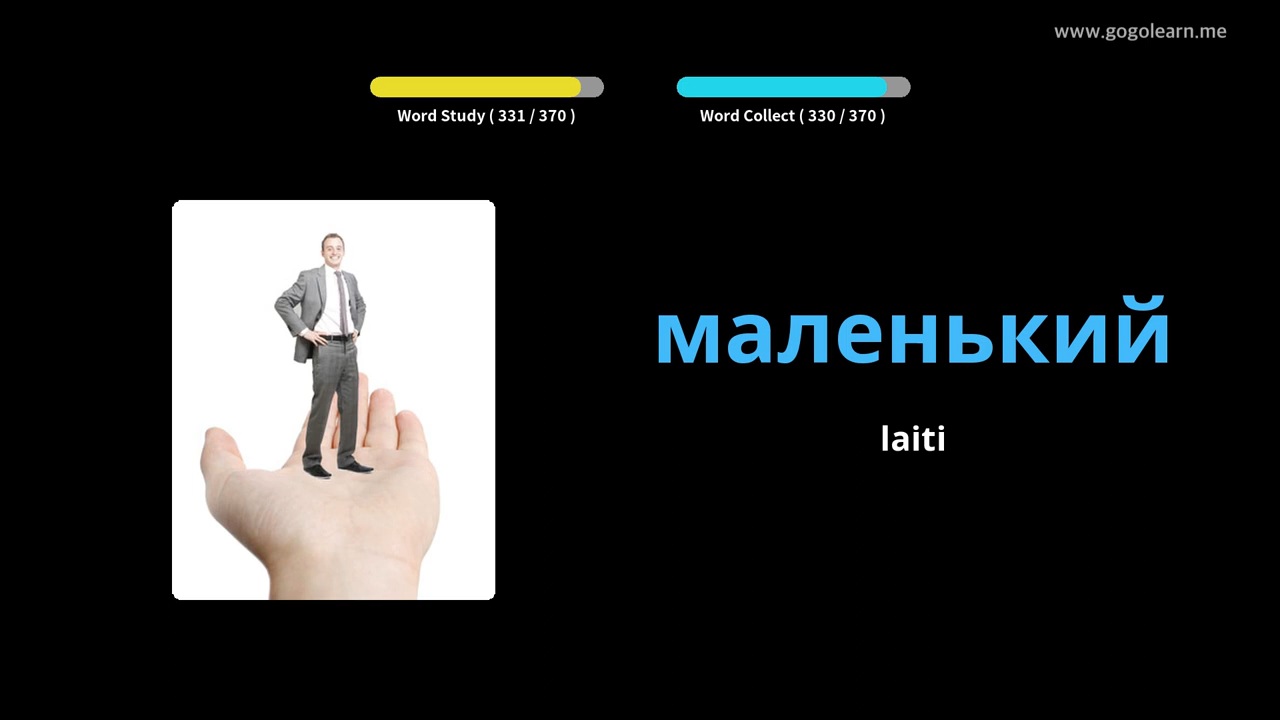 www.gogolearn.me
Word Study ( 331 / 370 )
Word Collect ( 330 / 370 )
маленький
laiti